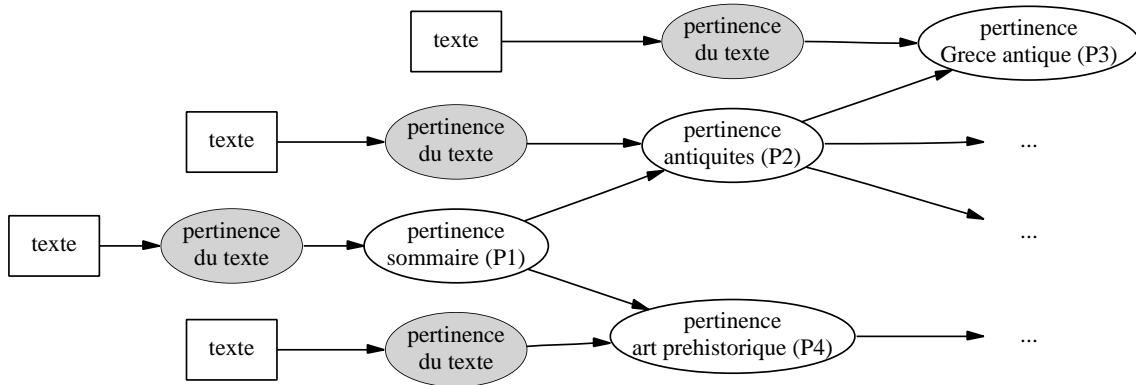 texte
pertinence
du texte
pertinence
Grece antique (P3)
texte
pertinence
du texte
pertinence
antiquites (P2)
...
texte
pertinence
du texte
pertinence
sommaire (P1)
...
texte
pertinence
du texte
pertinence
art prehistorique (P4)
...